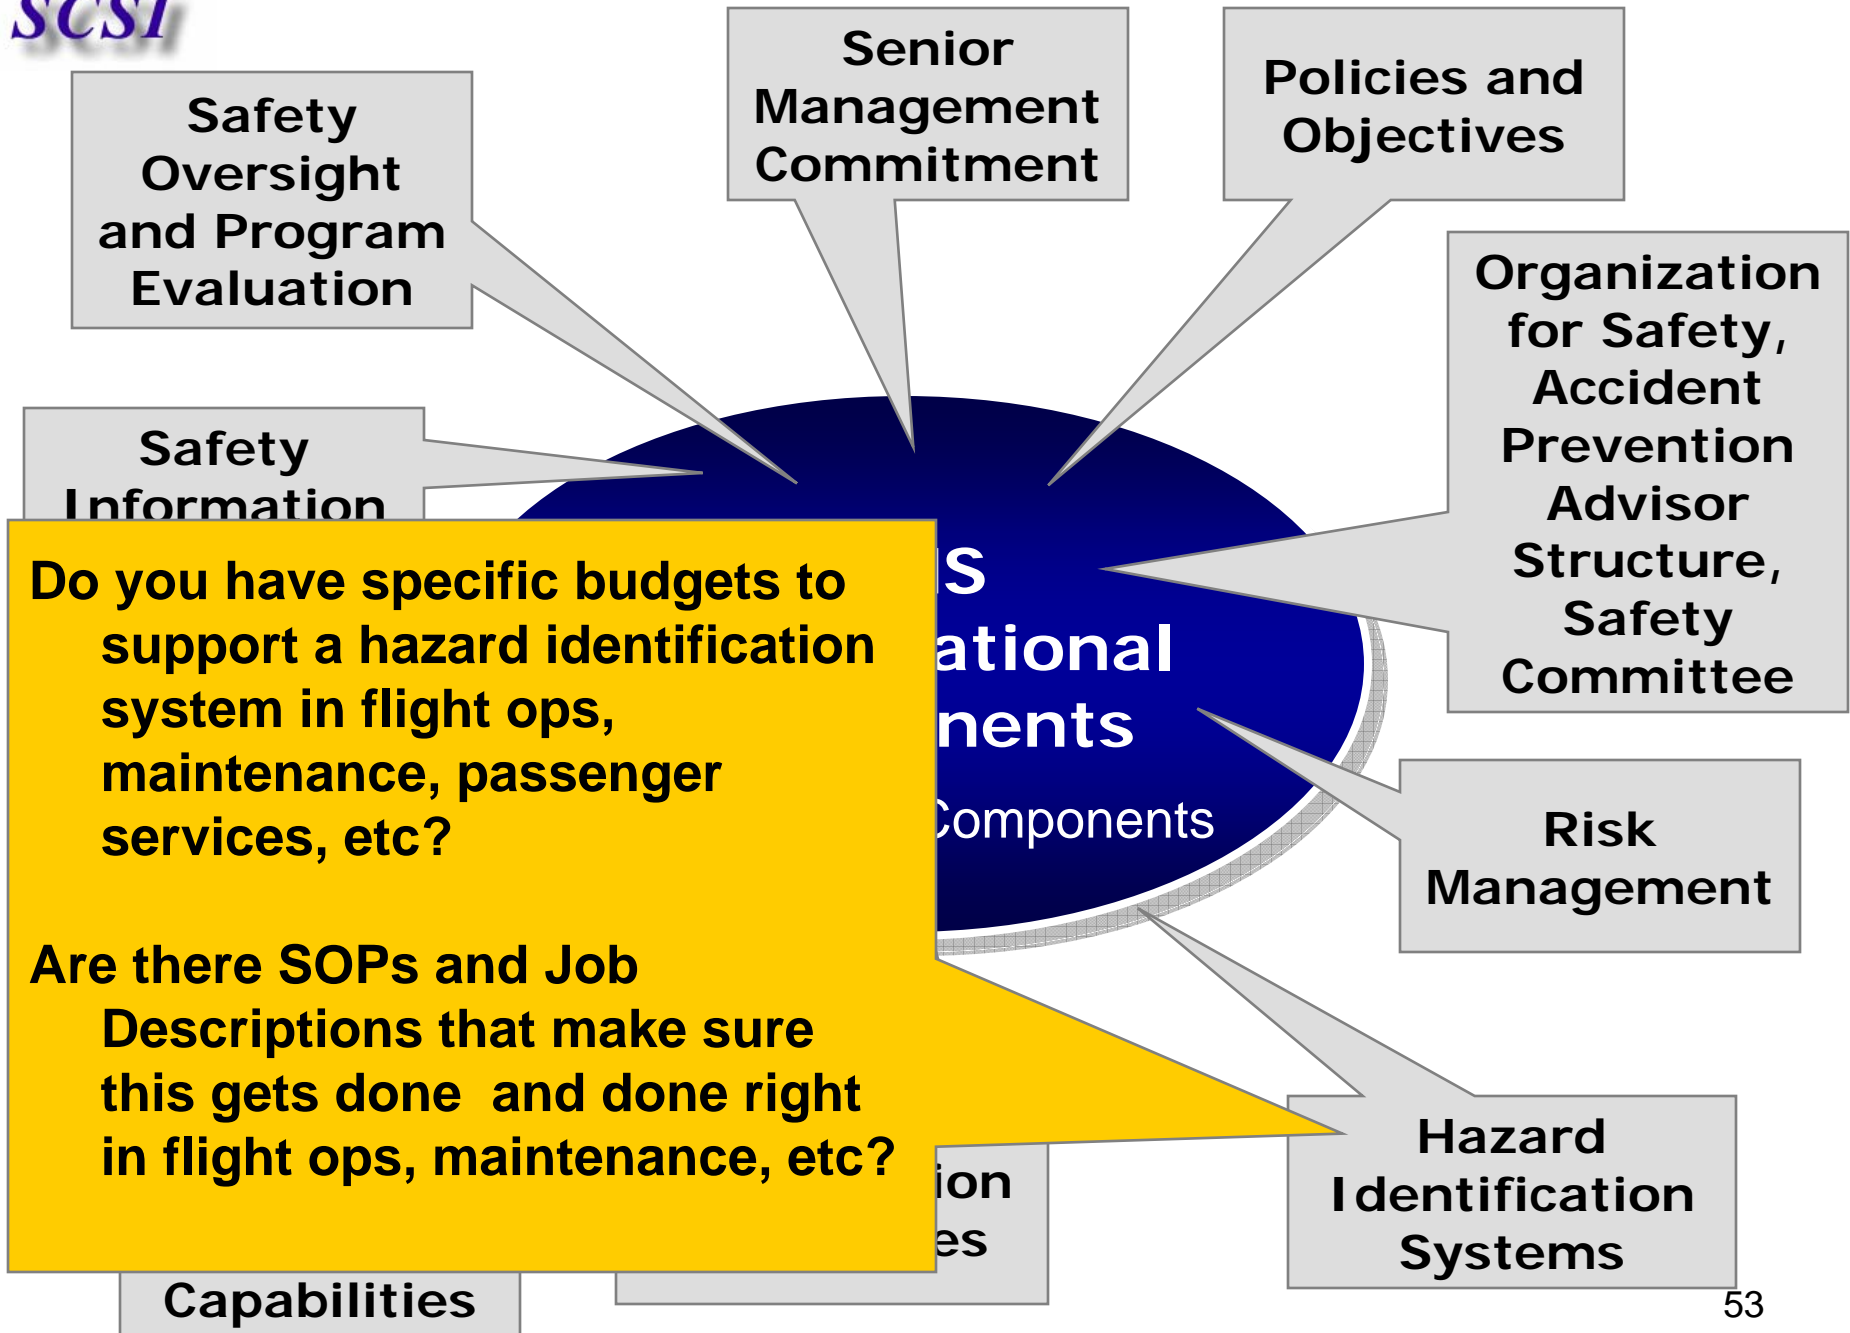 SCSI
Senior
Management
Commitment
Policies and
Objectives
Safety
Oversight
and Program
Evaluation
Organization
for Safety,
Accident
Prevention
Advisor
Structure,
Safety
Committee
Safety
Information
Do you have specific budgets to
support a hazard identification
system in flight ops,
maintenance, passenger
services, etc?
Are there SOPs and Job
Descriptions that make sure
this gets done  and done right
in flight ops, maintenance, etc?
Components
Risk
Management
Hazard
Identification
Systems
Capabilities
53